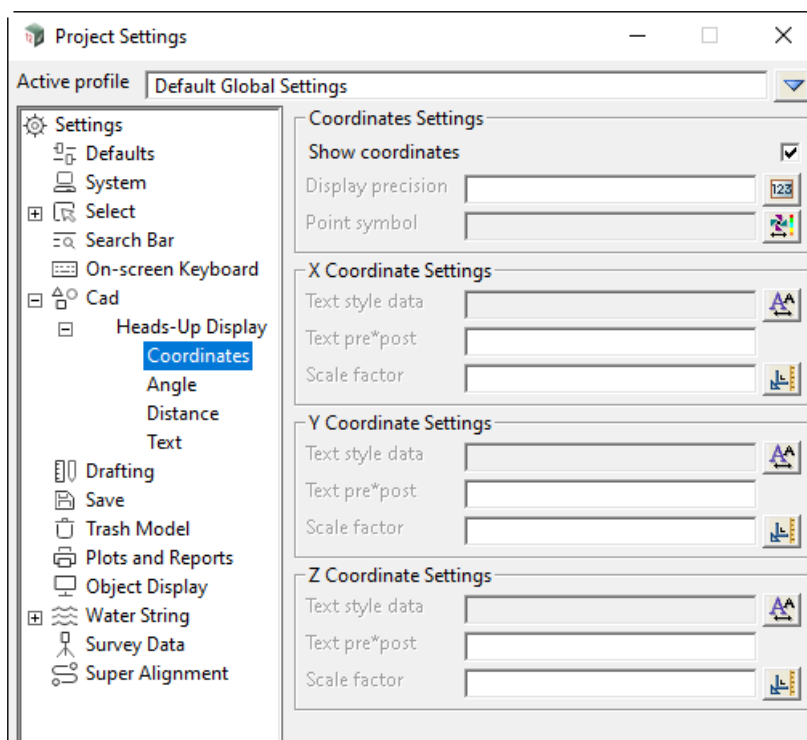 Project Settings
Active profile Default Global Settings
Settings
Defaults
System
Select
Search Bar
On-screen Keyboard
Cad
Heads-Up Display
Coordinates
Angle
Distance
Text
Drafting
Save
Trash Model
Plots and Reports
Object Display
Water String
Survey Data
Super Alignment
Coordinates Settings
Show coordinates
Display precision
123
Point symbol
X Coordinate Settings
Text style data
Text pre*post
Scale factor
Y Coordinate Settings
Text style data
Text pre*post
Scale factor
Z Coordinate Settings
Text style data
Text pre*post
Scale factor